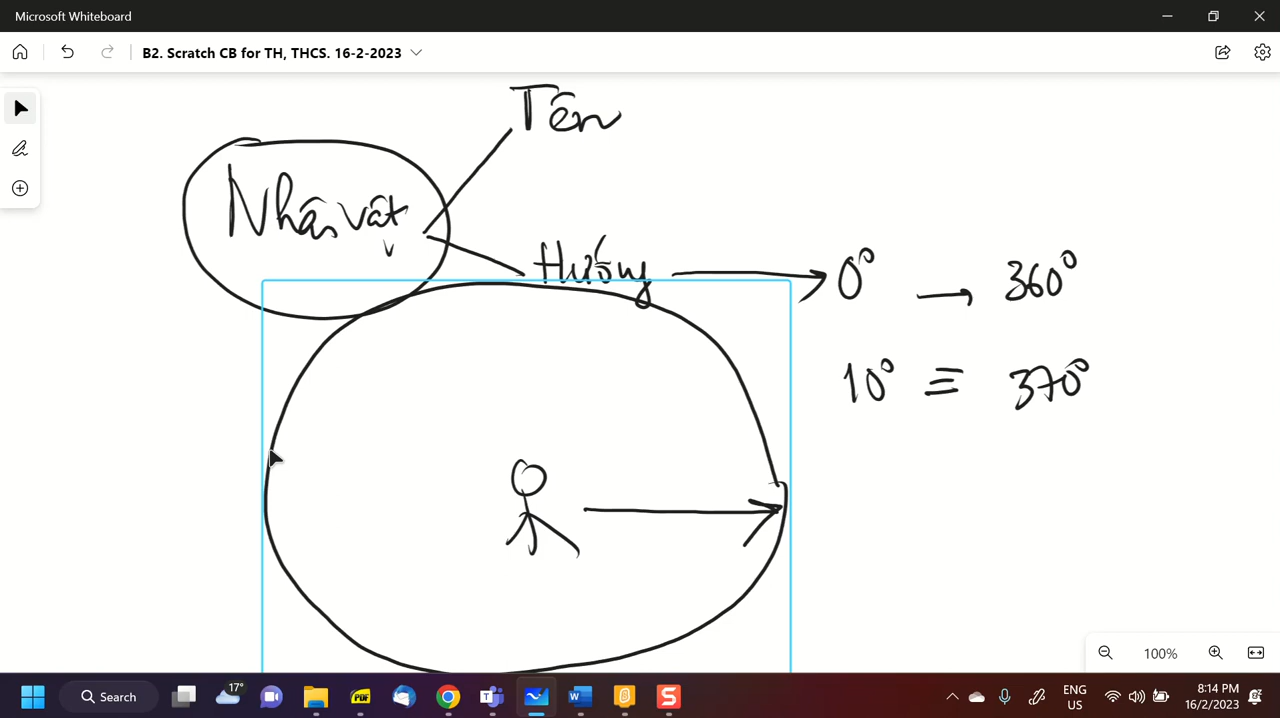 Microsoft Whiteboard
B2. Scratch CB for TH, THCS. 16-2-2023
Tên
Nhân vật
Hướng → 0° → 360°
10° ≡ 370°
100%
Search
17°
PDF
ENG
US
8:14 PM
16/2/2023